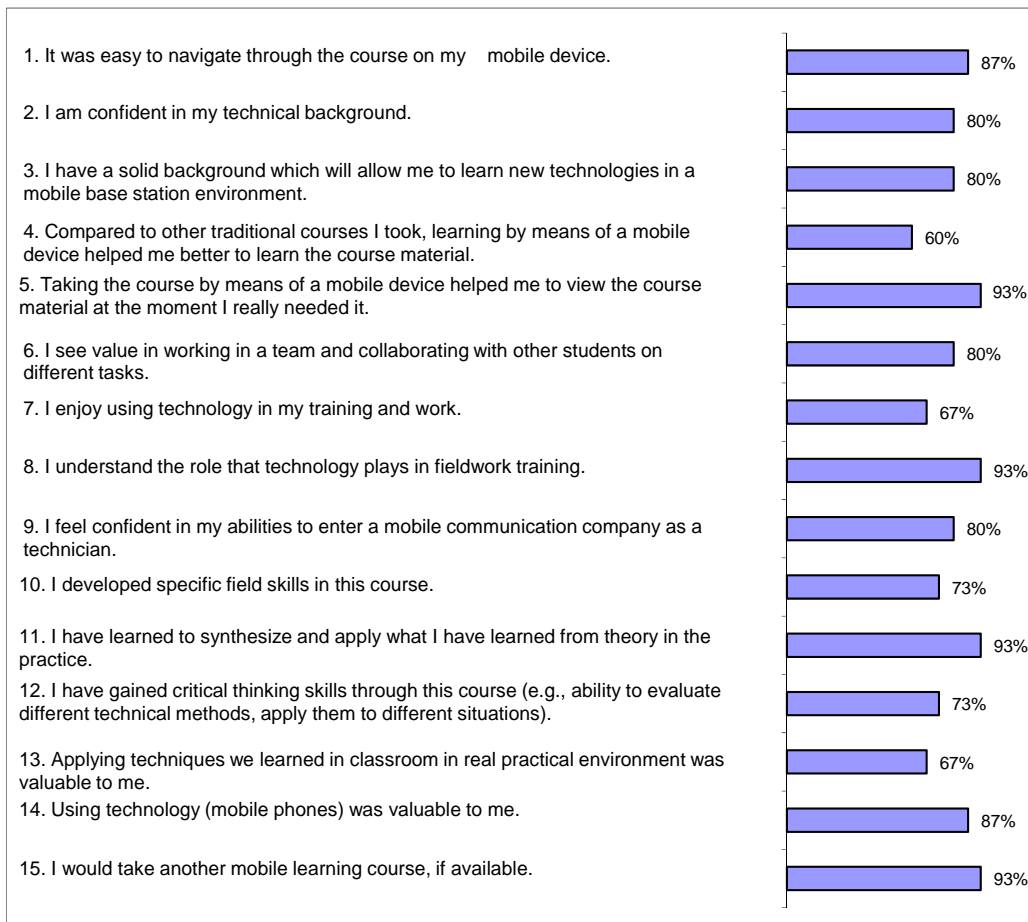 1. It was easy to navigate through the course on my mobile device.
87%
2. I am confident in my technical background.
80%
3. I have a solid background which will allow me to learn new technologies in a
mobile base station environment.
80%
4. Compared to other traditional courses I took, learning by means of a mobile
device helped me better to learn the course material.
60%
5. Taking the course by means of a mobile device helped me to view the course
material at the moment I really needed it.
93%
6. I see value in working in a team and collaborating with other students on
different tasks.
80%
7. I enjoy using technology in my training and work.
67%
8. I understand the role that technology plays in fieldwork training.
93%
9. I feel confident in my abilities to enter a mobile communication company as a
technician.
80%
10. I developed specific field skills in this course.
73%
11. I have learned to synthesize and apply what I have learned from theory in the
practice.
93%
12. I have gained critical thinking skills through this course (e.g., ability to evaluate
different technical methods, apply them to different situations).
73%
13. Applying techniques we learned in classroom in real practical environment was
valuable to me.
67%
14. Using technology (mobile phones) was valuable to me.
87%
15. I would take another mobile learning course, if available.
93%